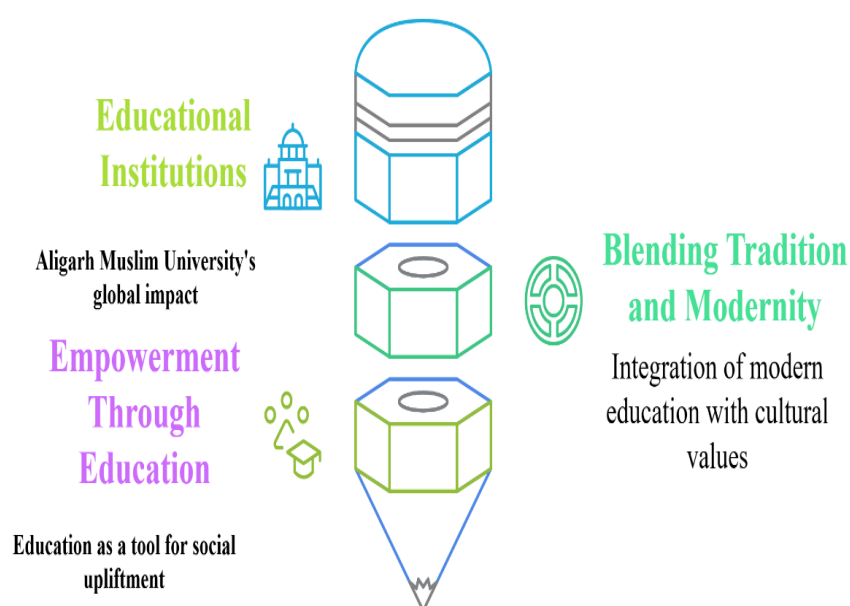 Educational
Institutions
Aligarh Muslim University's
global impact
Blending Tradition
and Modernity
Integration of modern
education with cultural
values
Empowerment
Through
Education
Education as a tool for social
upliftment